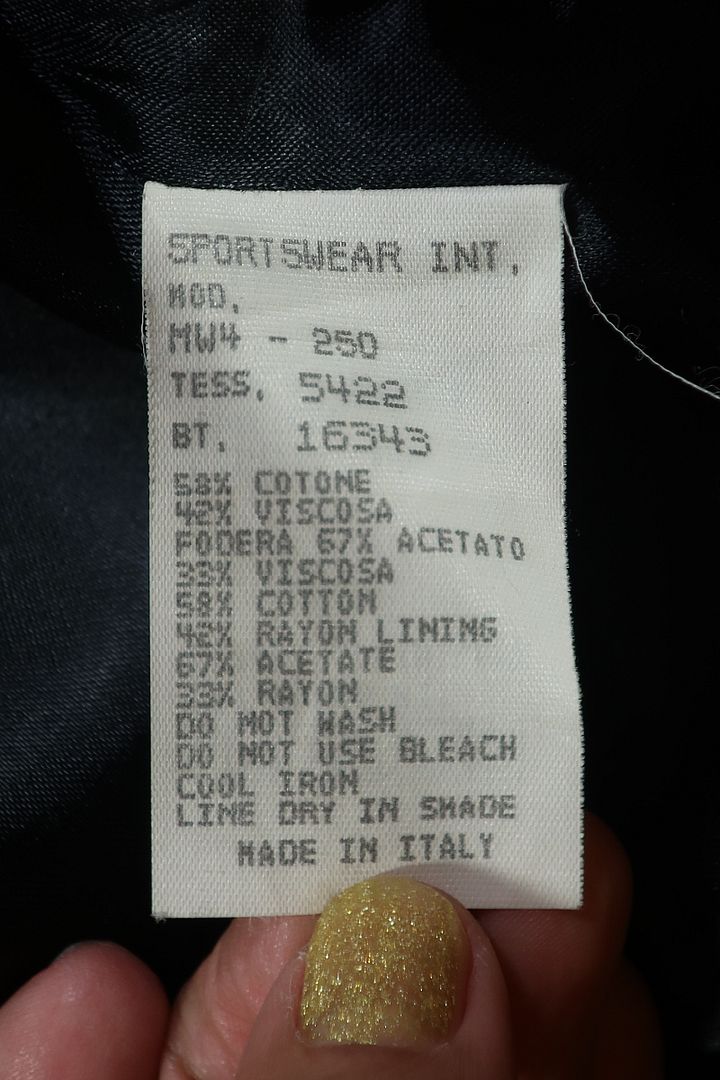 SPORTSWEAR INT.
MOD.
MW4 - 250
TESS. 5422
BT. 16343
58% COTONE
42% VISCOSA
FODERA 67% ACETATO
33% VISCOSA
58% COTTON
42% RAYON LINING
67% ACETATE
33% RAYON
DO NOT WASH
DO NOT USE BLEACH
COOL IRON
LINE DRY IN SHADE
MADE IN ITALY